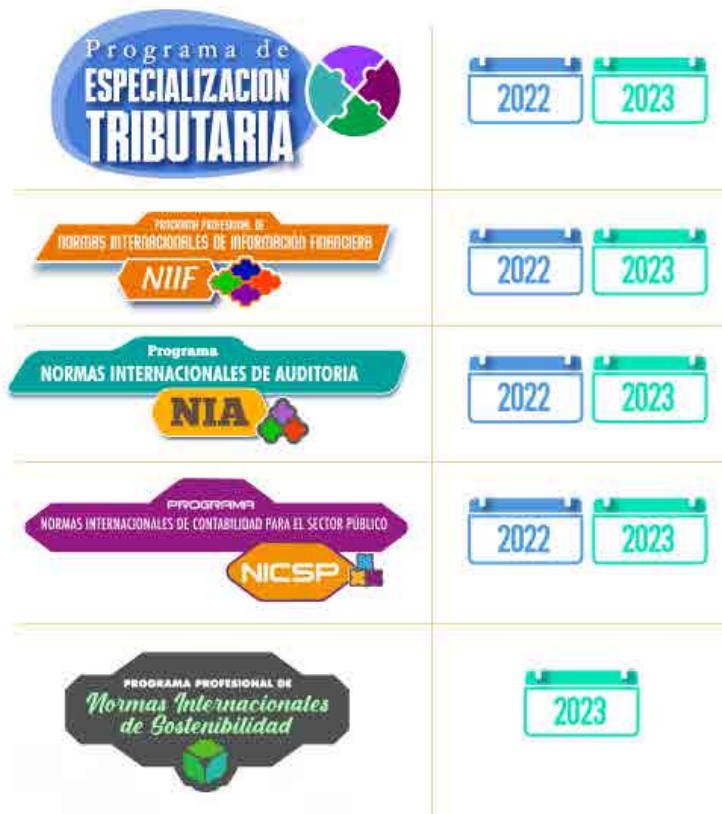 Programa de
ESPECIALIZACION
TRIBUTARIA
2022 2023
PROGRAMA PROFESIONAL DE
NORMAS INTERNACIONALES DE INFORMACIÓN FINANCIERA
NIIF
2022 2023
Programa
NORMAS INTERNACIONALES DE AUDITORIA
NIA
2022 2023
PROGRAMA
NORMAS INTERNACIONALES DE CONTABILIDAD PARA EL SECTOR PÚBLICO
NICSP
2022 2023
PROGRAMA PROFESIONAL DE
Normas Internacionales
de Sostenibilidad
2023